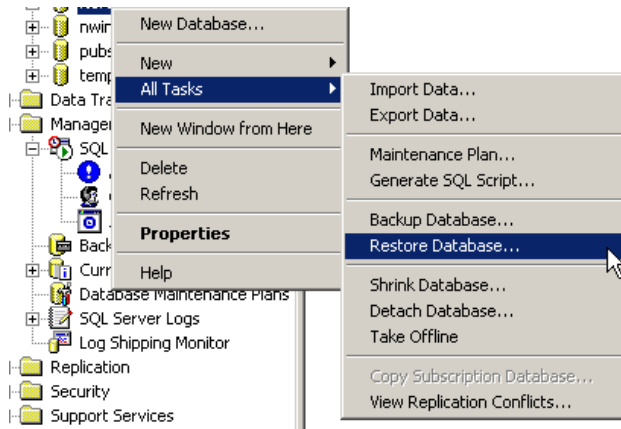 nwin
pubs
temp
Data Tra
Manage
SQL
Back
Curr
Database Maintenance Plans
SQL Server Logs
Log Shipping Monitor
Replication
Security
Support Services
New Database...
New
All Tasks
New Window from Here
Delete
Refresh
Properties
Help
Import Data...
Export Data...
Maintenance Plan...
Generate SQL Script...
Backup Database...
Restore Database...
Shrink Database...
Detach Database...
Take Offline
Copy Subscription Database...
View Replication Conflicts...